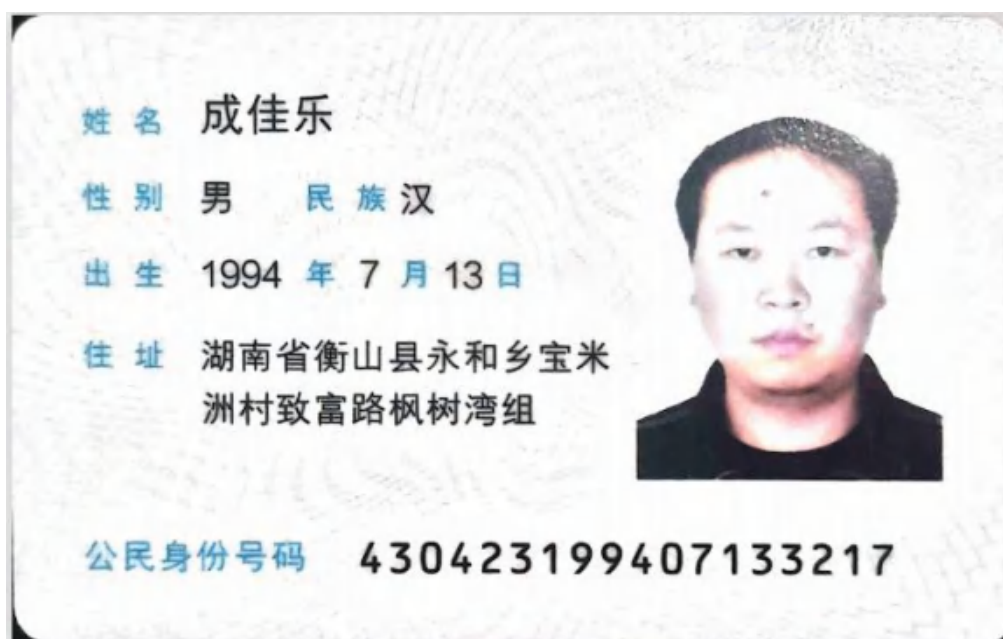 姓名 成佳乐
性别 男 民族 汉
出生 1994 年 7 月 13 日
住址 湖南省衡山县永和乡宝米
洲村致富路枫树湾组
公民身份号码 430423199407133217